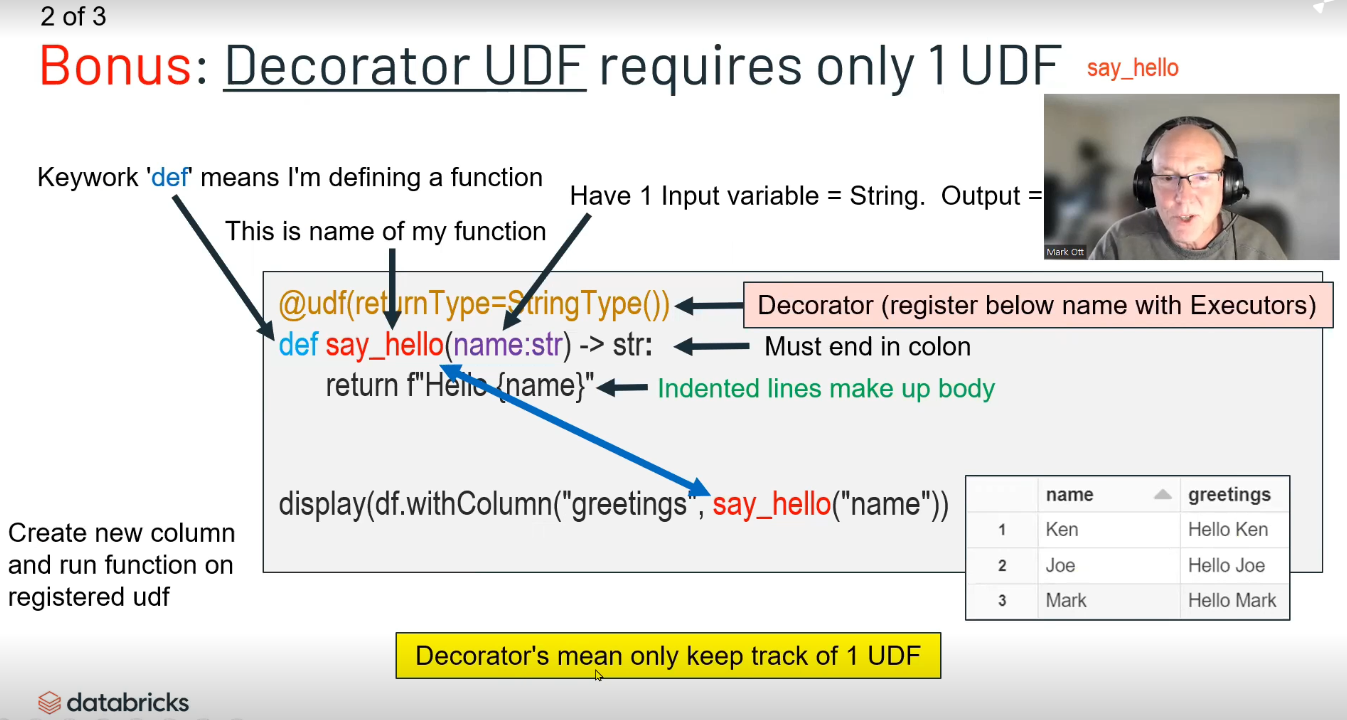 2 of 3
Bonus: Decorator UDF requires only 1 UDF say_hello
Keywork 'def' means I'm defining a function
Have 1 Input variable = String. Output =
This is name of my function
Mark Ott
@udf(returnType=StringType())
Decorator (register below name with Executors)
def say_hello(name:str) -> str:
Must end in colon
return f"Hello {name}"
Indented lines make up body
display(df.withColumn("greetings", say_hello("name"))
name greetings
1 Ken Hello Ken
2 Joe Hello Joe
3 Mark Hello Mark
Create new column
and run function on
registered udf
Decorator's mean only keep track of 1 UDF
databricks